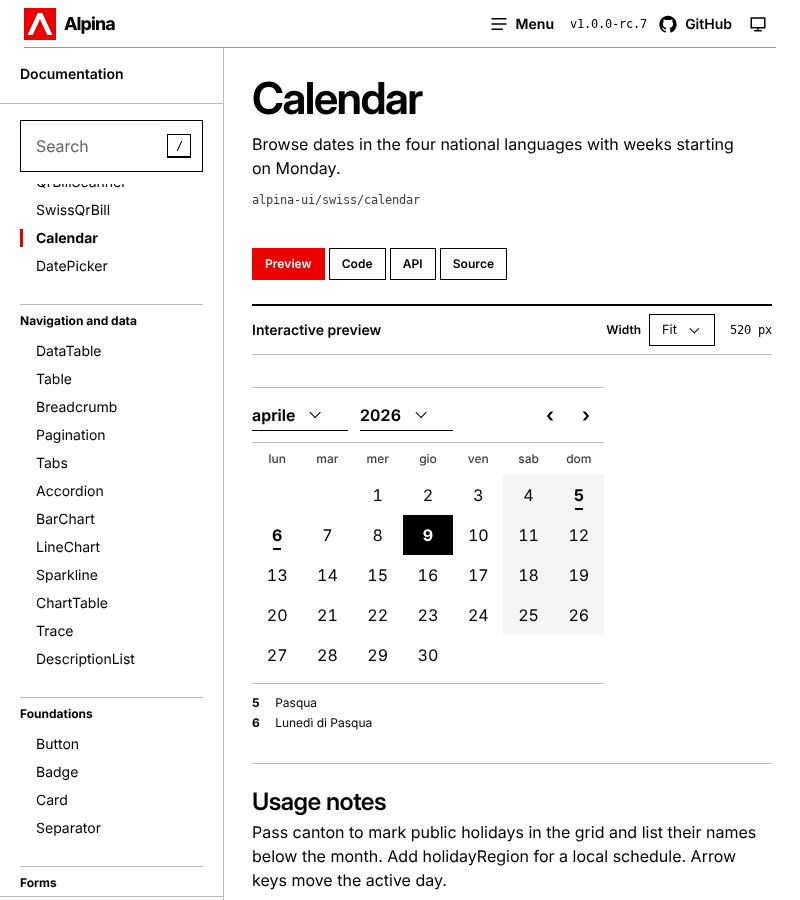 Alpina
Menu
v1.0.0-rc.7
GitHub
Documentation
Search
/
QrBillScanner
SwissQrBill
Calendar
DatePicker
Navigation and data
DataTable
Table
Breadcrumb
Pagination
Tabs
Accordion
BarChart
LineChart
Sparkline
ChartTable
Trace
DescriptionList
Foundations
Button
Badge
Card
Separator
Forms
Calendar
Browse dates in the four national languages with weeks starting
on Monday.
alpina-ui/swiss/calendar
Preview
Code
API
Source
Interactive preview
Width
Fit
520 px
aprile
2026
lun mar mer gio ven sab dom
1 2 3 4 5
6 7 8 9 10 11 12
13 14 15 16 17 18 19
20 21 22 23 24 25 26
27 28 29 30
5 Pasqua
6 Lunedì di Pasqua
Usage notes
Pass canton to mark public holidays in the grid and list their names
below the month. Add holidayRegion for a local schedule. Arrow
keys move the active day.